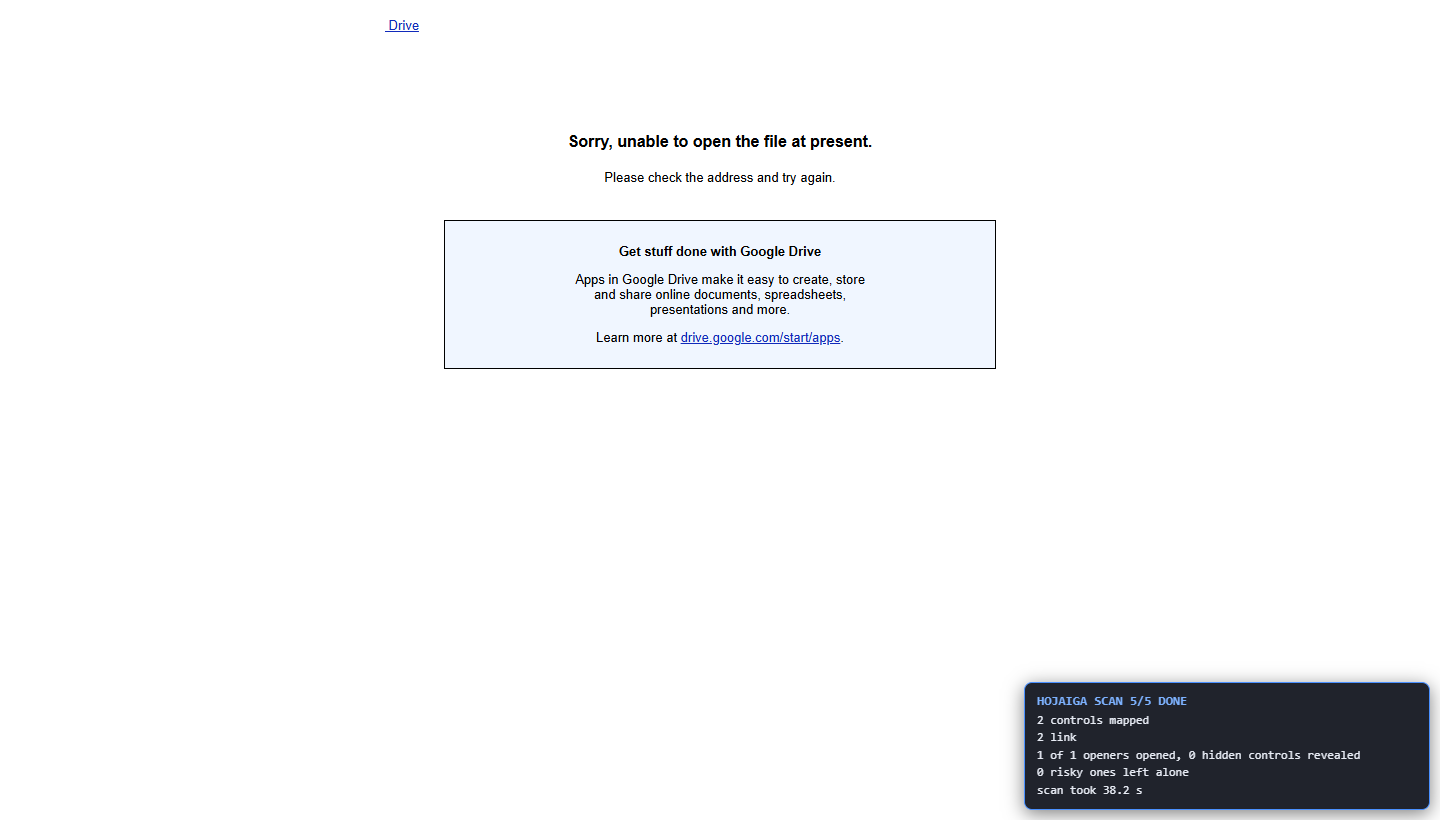 Drive
Sorry, unable to open the file at present.
Please check the address and try again.
Get stuff done with Google Drive
Apps in Google Drive make it easy to create, store
and share online documents, spreadsheets,
presentations and more.
Learn more at drive.google.com/start/apps.
HOJAIGA SCAN 5/5 DONE
2 controls mapped
2 link
1 of 1 openers opened, 0 hidden controls revealed
0 risky ones left alone
scan took 38.2 s